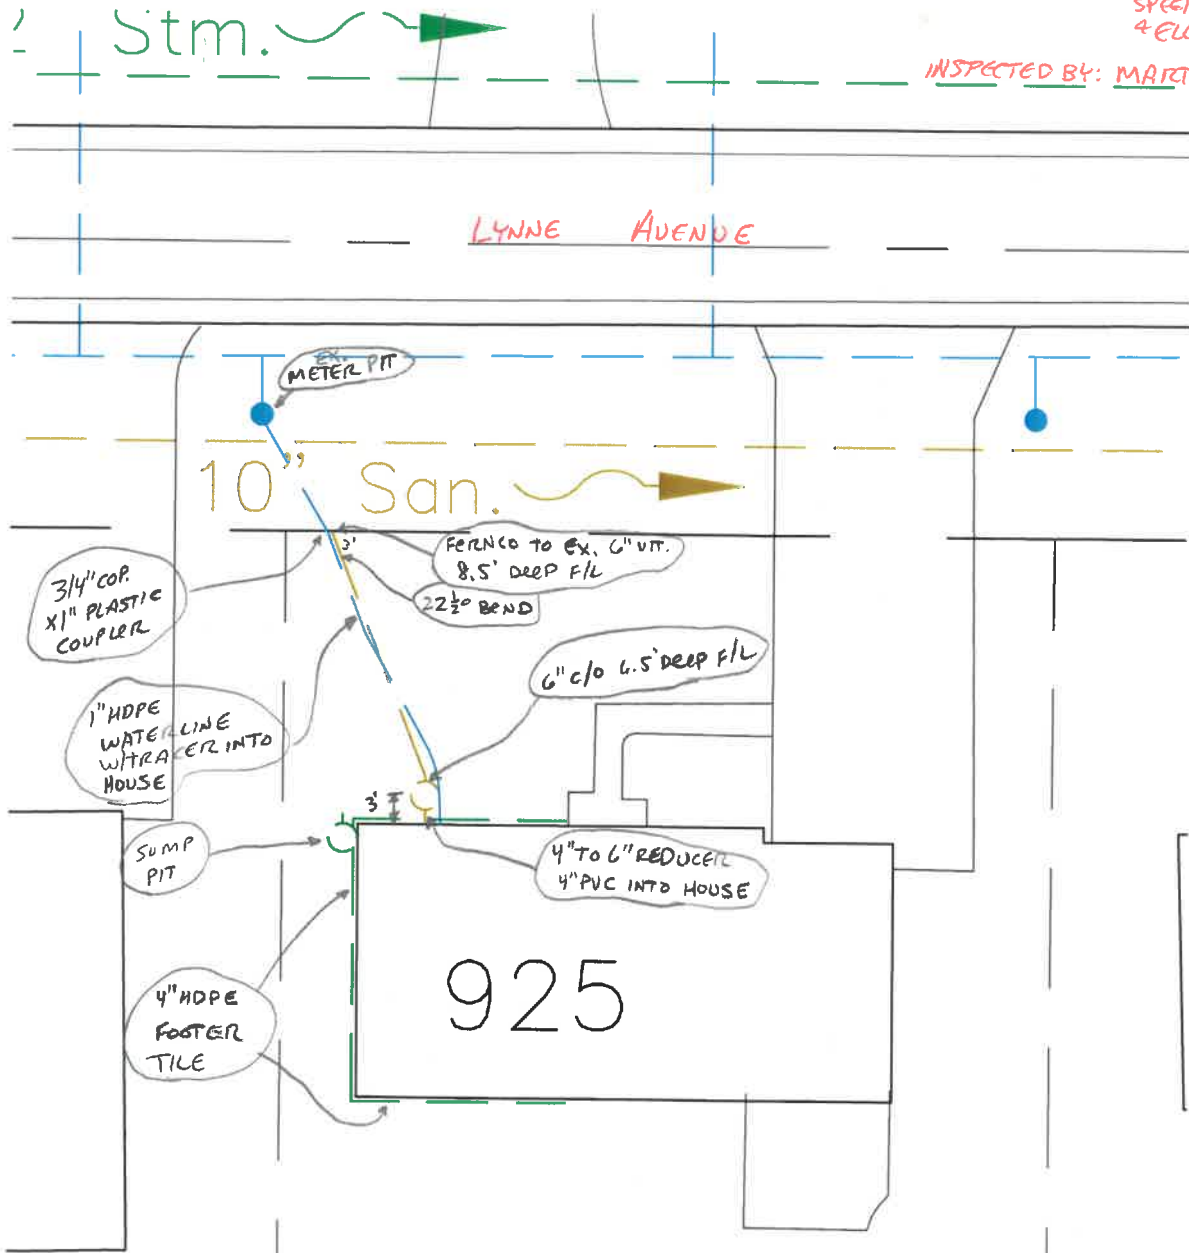 Stm.
INSPECTED BY: MART
LYNNE AVENUE
EX.
METER PIT
10" San.
3'
FERNCO TO EX. 6" VIT.
8.5' DEEP F/L
22½° BEND
3/4" COP.
X1" PLASTIC
COUPLER
6" C/O 6.5' DEEP F/L
1" HDPE
WATERLINE
W/TRACER INTO
HOUSE
3'
SUMP
PIT
4" TO 6" REDUCER
4" PVC INTO HOUSE
925
4" HDPE
FOOTER
TILE